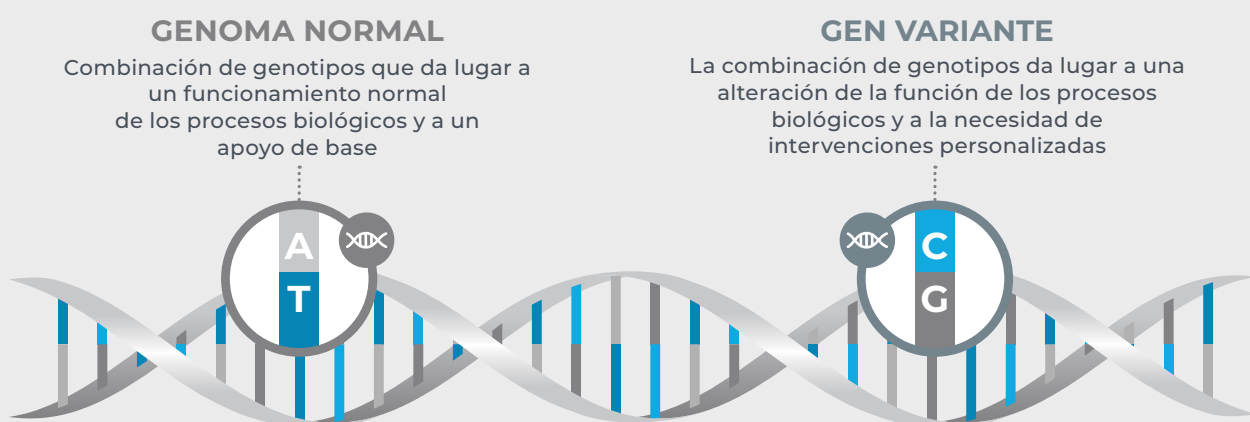 GENOMA NORMAL
Combinación de genotipos que da lugar a
un funcionamiento normal
de los procesos biológicos y a un
apoyo de base
GEN VARIANTE
La combinación de genotipos da lugar a una
alteración de la función de los procesos
biológicos y a la necesidad de
intervenciones personalizadas
A
T
C
G